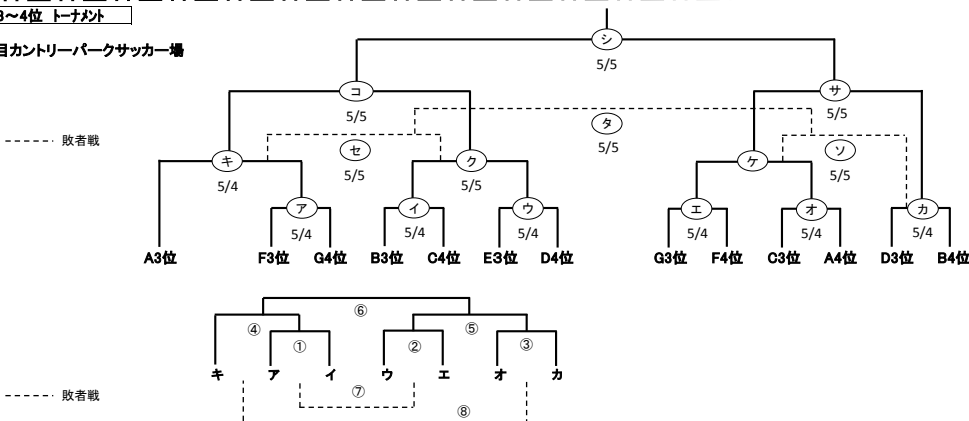 3～4位 トーナメント
目カントリーパークサッカー場
シ
5/5
コ
サ
5/5
5/5
タ
5/5
------ 敗者戦
キ
セ
ク
ケ
ソ
5/4
5/5
5/5
5/5
ア
イ
ウ
エ
オ
カ
5/4
5/4
5/4
5/4
5/4
5/4
A3位 F3位 G4位 B3位 C4位 E3位 D4位 G3位 F4位 C3位 A4位 D3位 B4位
⑥
④
⑤
①
②
③
キ ア イ ウ エ オ カ
------ 敗者戦
⑦
⑧